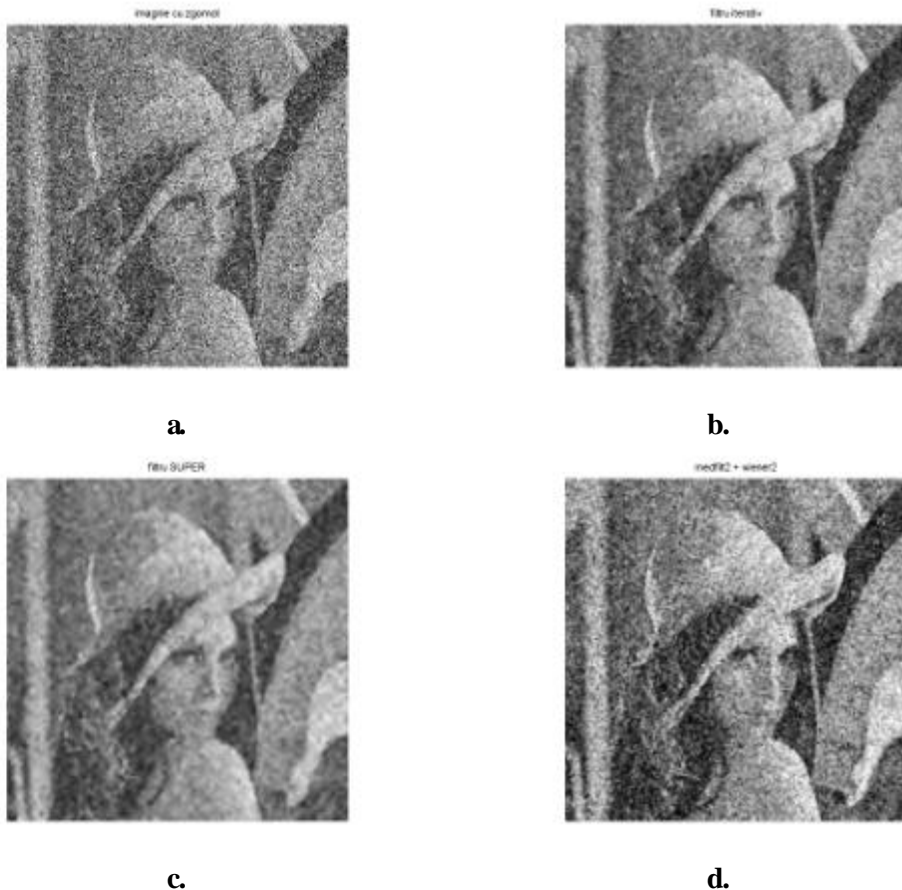 imagine cu zgomot
filtru iterativ
a.
b.
filtru SUPER
medfilt2 + wiener2
c.
d.